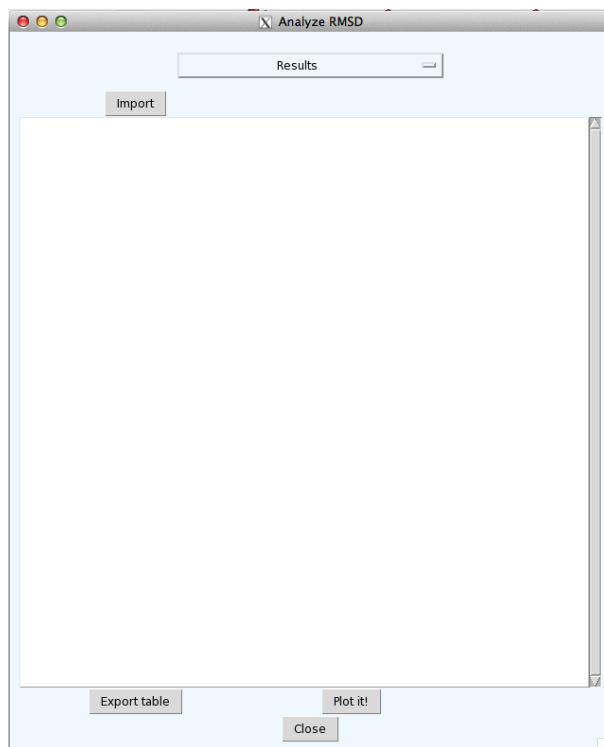 Analyze RMSD
Results
Import
Export table
Plot it!
Close